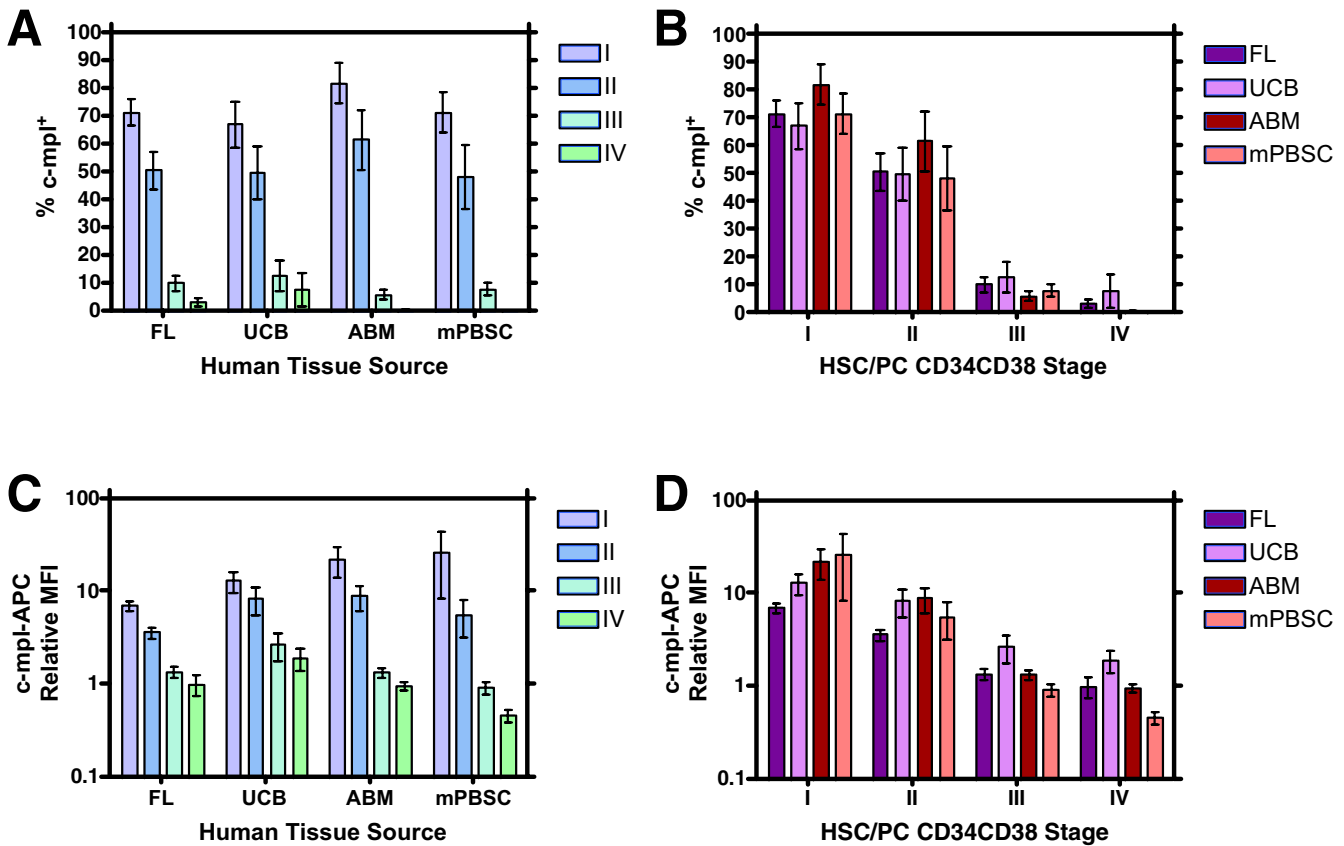 A
% c-mpl+
100
90
80
70
60
50
40
30
20
10
0
FL
UCB
ABM
mPBSC
Human Tissue Source
I
II
III
IV
B
% c-mpl+
100
90
80
70
60
50
40
30
20
10
0
I
II
III
IV
HSC/PC CD34CD38 Stage
FL
UCB
ABM
mPBSC
C
c-mpl-APC
Relative MFI
100
10
1
0.1
FL
UCB
ABM
mPBSC
Human Tissue Source
I
II
III
IV
D
c-mpl-APC
Relative MFI
100
10
1
0.1
I
II
III
IV
HSC/PC CD34CD38 Stage
FL
UCB
ABM
mPBSC